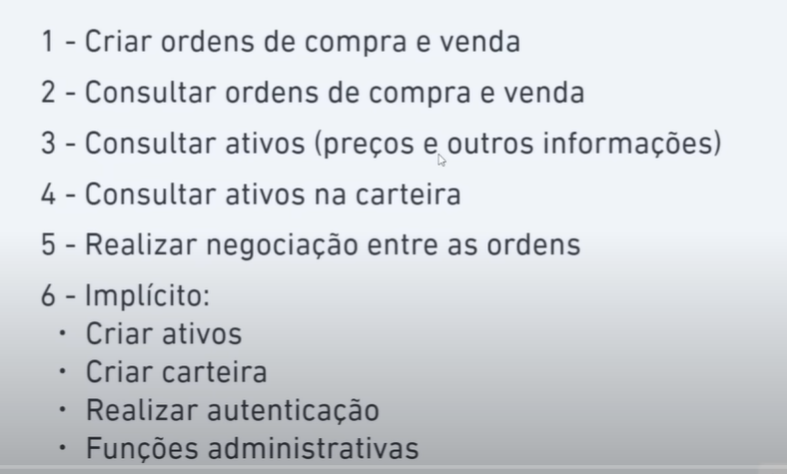 1 - Criar ordens de compra e venda
2 - Consultar ordens de compra e venda
3 - Consultar ativos (preços e outros informações)
4 - Consultar ativos na carteira
5 - Realizar negociação entre as ordens
6 - Implícito:
• Criar ativos
• Criar carteira
• Realizar autenticação
• Funções administrativas